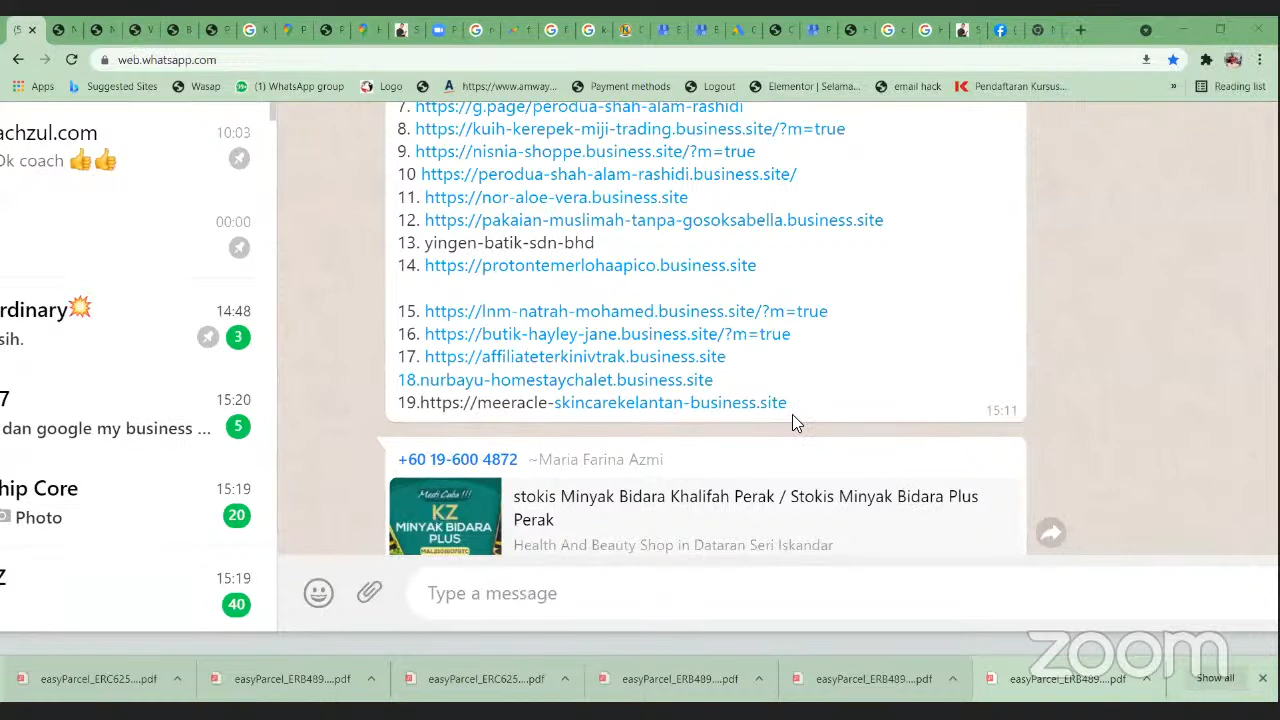 web.whatsapp.com
Apps
Suggested Sites
Wasap
(1) WhatsApp group
Logo
https://www.amway...
Payment methods
Logout
Elementor | Selama...
email hack
Pendaftaran Kursus...
»
Reading list
achzul.com
10:03
Ok coach 👍👍
00:00
rdinary💥
14:48
sih.
3
7
15:20
dan google my business ...
5
hip Core
15:19
Photo
20
Z
15:19
40
7. https://g.page/perodua-shah-alam-rashidi
8. https://kuih-kerepek-miji-trading.business.site/?m=true
9. https://nisnia-shoppe.business.site/?m=true
10 https://perodua-shah-alam-rashidi.business.site/
11. https://nor-aloe-vera.business.site
12. https://pakaian-muslimah-tanpa-gosoksabella.business.site
13. yingen-batik-sdn-bhd
14. https://protontemerlohaapico.business.site
15. https://lnm-natrah-mohamed.business.site/?m=true
16. https://butik-hayley-jane.business.site/?m=true
17. https://affiliateterkinivtrak.business.site
18.nurbayu-homestaychalet.business.site
19.https://meeracle-skincarekelantan-business.site
15:11
+60 19-600 4872 ~Maria Farina Azmi
Mesti Cuba !!!
KZ
MINYAK BIDARA
PLUS
stokis Minyak Bidara Khalifah Perak / Stokis Minyak Bidara Plus
Perak
Health And Beauty Shop in Dataran Seri Iskandar
Type a message
zoom
easyParcel_ERC625....pdf
easyParcel_ERB489....pdf
easyParcel_ERC625....pdf
easyParcel_ERB489....pdf
easyParcel_ERB489....pdf
easyParcel_ERB489....pdf
Show all